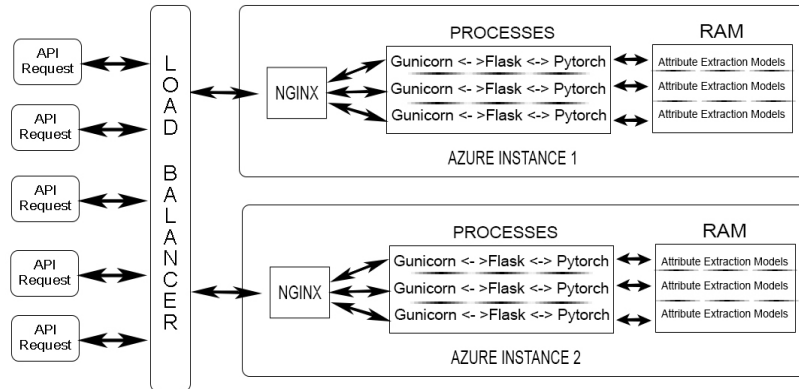 API
Request
API
Request
API
Request
API
Request
API
Request
LOAD BALANCER
PROCESSES
RAM
NGINX
Gunicorn <- ->Flask <-> Pytorch
Gunicorn <- ->Flask <-> Pytorch
Gunicorn <- ->Flask <-> Pytorch
Attribute Extraction Models
Attribute Extraction Models
Attribute Extraction Models
AZURE INSTANCE 1
PROCESSES
RAM
NGINX
Gunicorn <- ->Flask <-> Pytorch
Gunicorn <- ->Flask <-> Pytorch
Gunicorn <- ->Flask <-> Pytorch
Attribute Extraction Models
Attribute Extraction Models
Attribute Extraction Models
AZURE INSTANCE 2